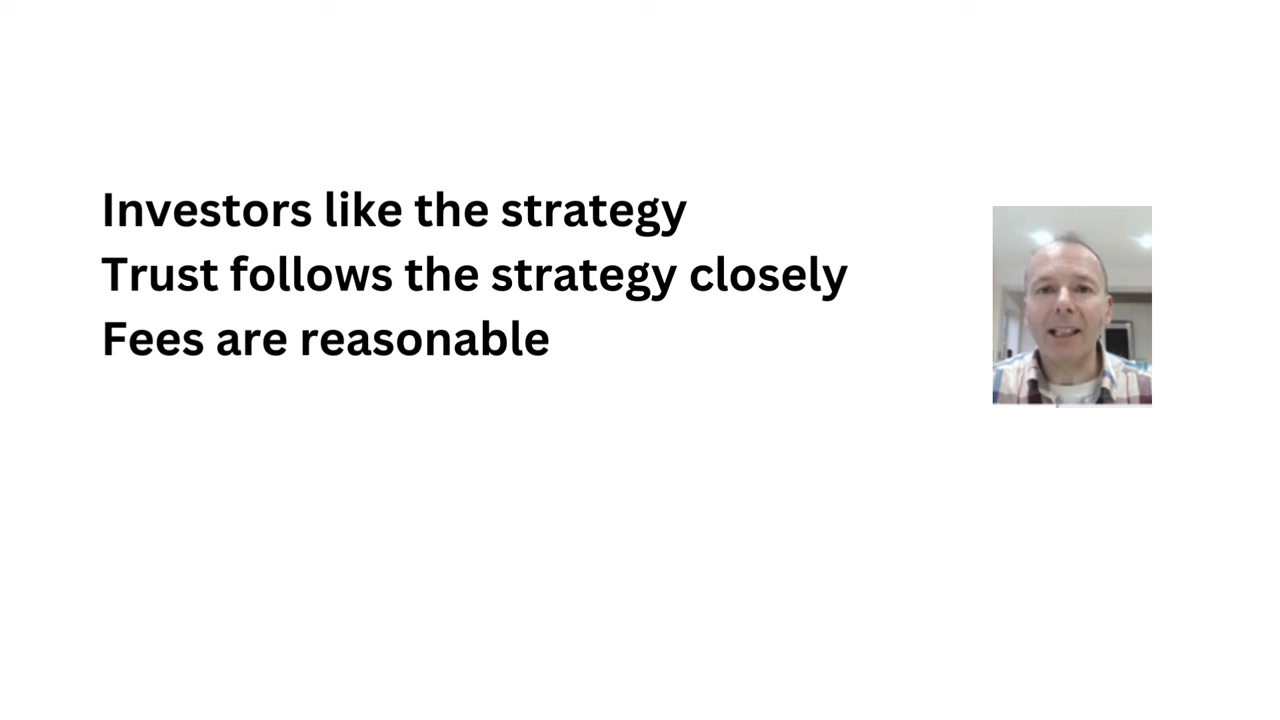 Investors like the strategy
Trust follows the strategy closely
Fees are reasonable